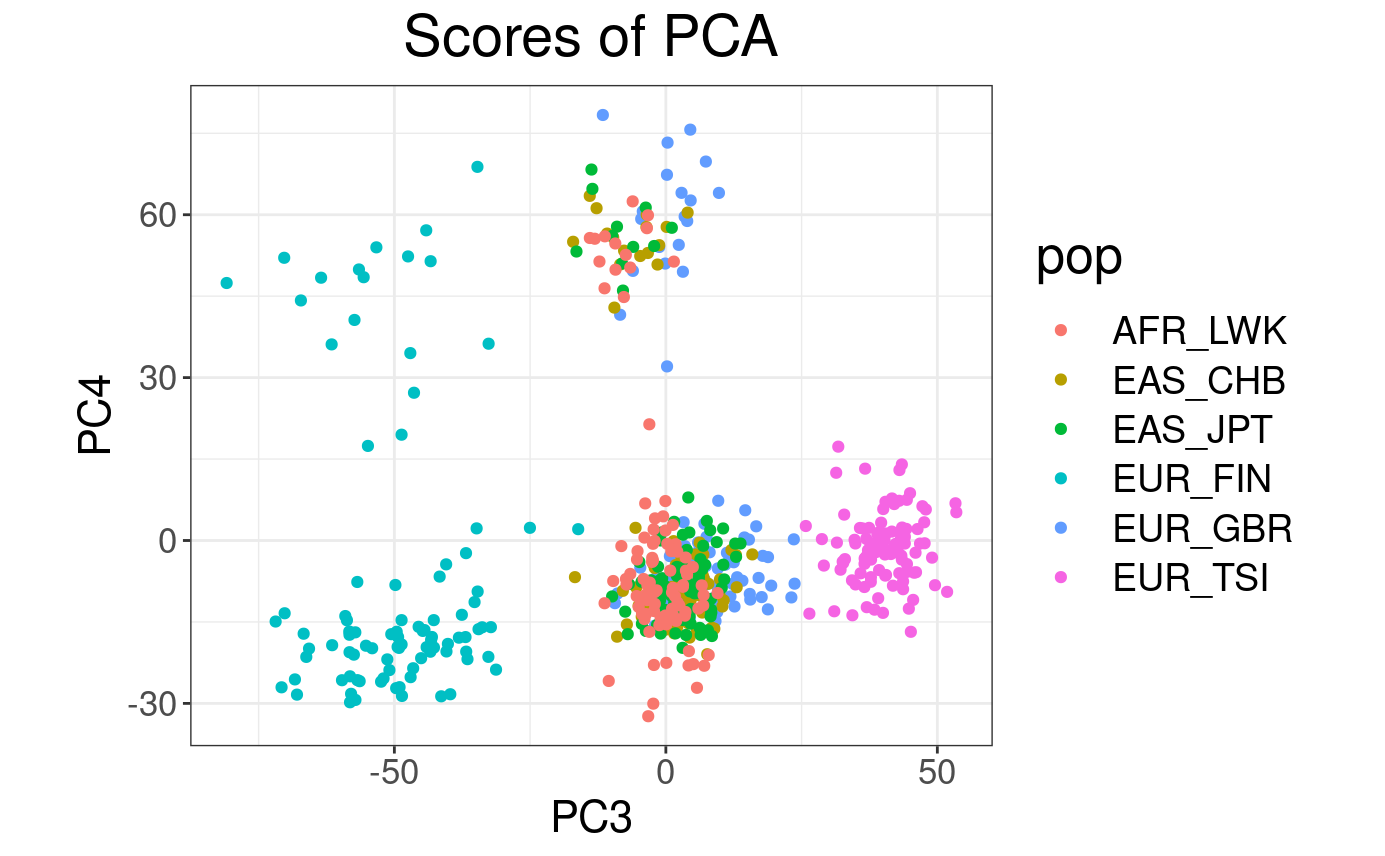 Scores of PCA
60
30
0
-30
PC4
-50
0
50
PC3
pop
AFR_LWK
EAS_CHB
EAS_JPT
EUR_FIN
EUR_GBR
EUR_TSI